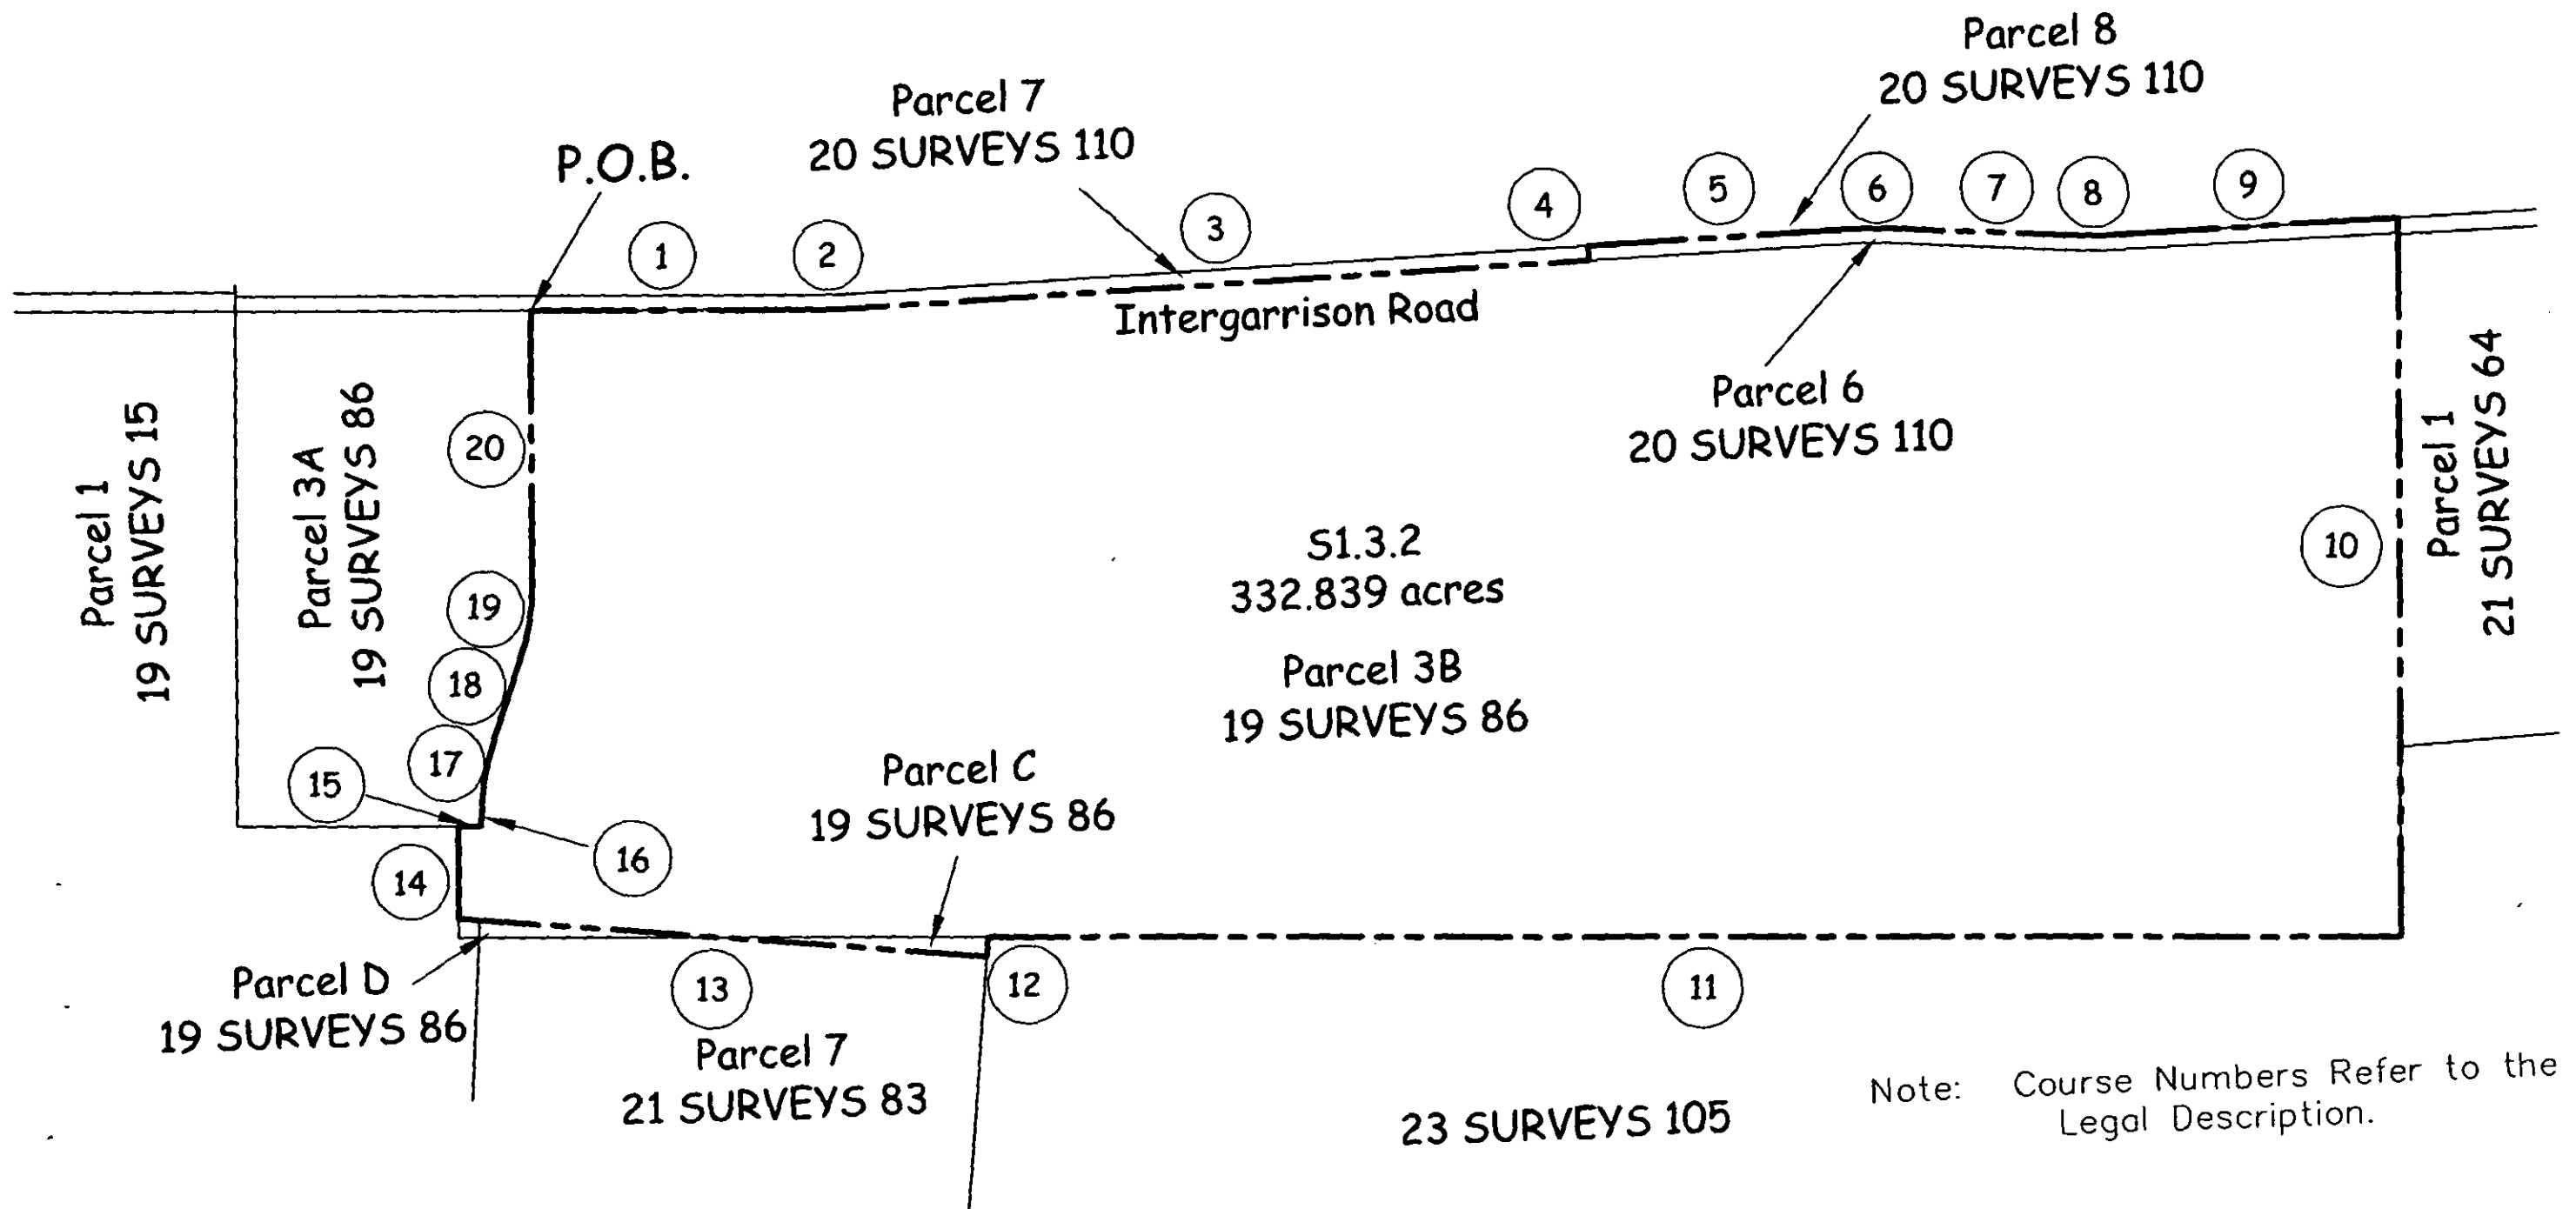 Parcel 8
20 SURVEYS 110
Parcel 7
20 SURVEYS 110
P.O.B.
1
2
3
4
5
6
7
8
9
Intergarrison Road
Parcel 6
20 SURVEYS 110
Parcel 1
19 SURVEYS 15
Parcel 3A
19 SURVEYS 86
20
19
18
17
15
16
14
S1.3.2
332.839 acres
Parcel 3B
19 SURVEYS 86
10
Parcel 1
21 SURVEYS 64
Parcel C
19 SURVEYS 86
Parcel D
19 SURVEYS 86
13
12
11
Parcel 7
21 SURVEYS 83
23 SURVEYS 105
Note: Course Numbers Refer to the
Legal Description.